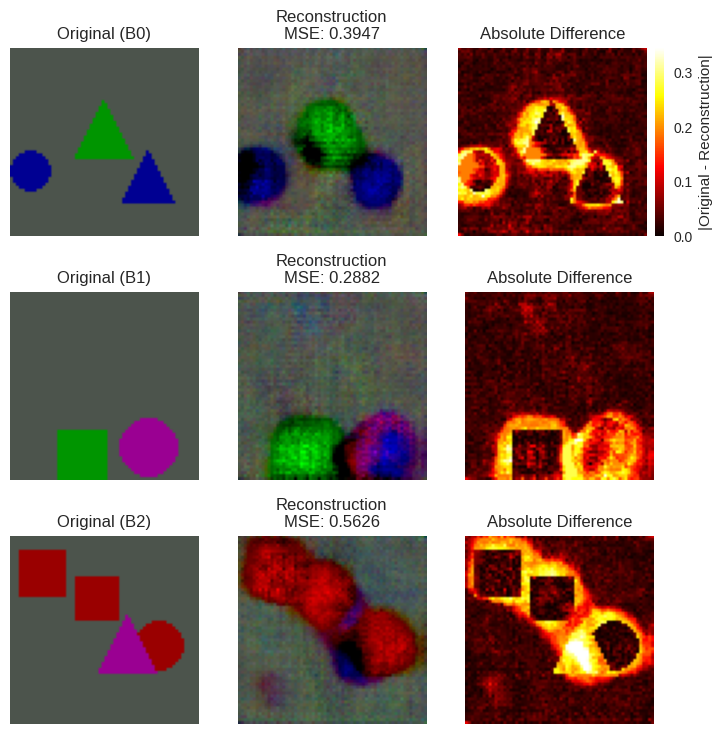 Original (B0)
Reconstruction
MSE: 0.3947
Absolute Difference
0.3
0.2
0.1
0.0
|Original - Reconstruction|
Original (B1)
Reconstruction
MSE: 0.2882
Absolute Difference
Original (B2)
Reconstruction
MSE: 0.5626
Absolute Difference